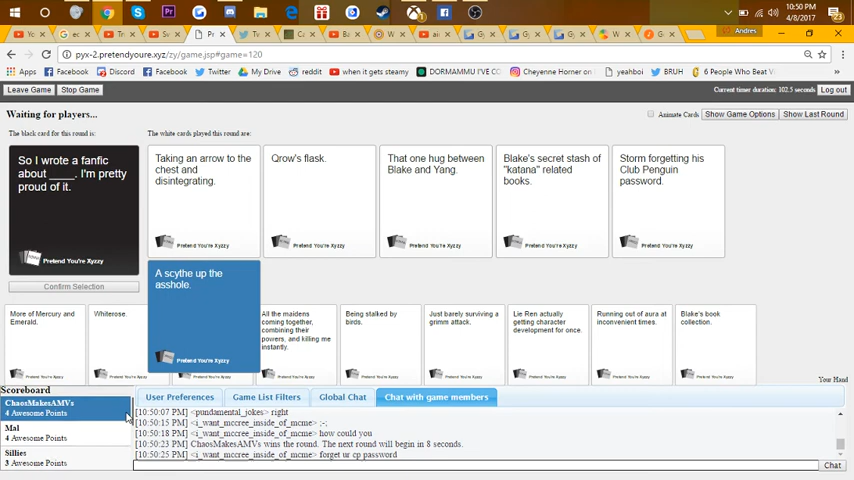 10:50 PM
4/8/2017
Andres
pyx-2.pretendyoure.xyz/zy/game.jsp#game=120
Apps
Facebook
Twitter
My Drive
reddit
when it gets steamy
DORMAMMU I'VE C
Cheyenne Horner on
yeahboi
BRUH
6 People Who Beat V
Leave Game
Stop Game
Current timer duration: 102.5 seconds
Log out
Waiting for players...
Animate Cards
Show Game Options
Show Last Round
The black card for this round is:
The white cards played this round are:
So I wrote a fanfic
about ____. I'm pretty
proud of it.
Pretend You're Xyzzy
Confirm Selection
Taking an arrow to the
chest and
disintegrating.
Pretend You're Xyzzy
Qrow's flask.
Pretend You're Xyzzy
That one hug between
Blake and Yang.
Pretend You're Xyzzy
Blake's secret stash of
"katana" related
books.
Pretend You're Xyzzy
Storm forgetting his
Club Penguin
password.
Pretend You're Xyzzy
A scythe up the
asshole.
Pretend You're Xyzzy
More of Mercury and
Emerald.
Whiterose.
All the maidens
coming together,
combining their
powers, and killing me
instantly.
Being stalked by
birds.
Just barely surviving a
grimm attack.
Lie Ren actually
getting character
development for once.
Running out of aura at
inconvenient times.
Blake's book
collection.
Your Hand
Scoreboard
ChaosMakesAMVs
4 Awesome Points
Mal
4 Awesome Points
Sillies
3 Awesome Points
User Preferences
Game List Filters
Global Chat
Chat with game members
[10:50:07 PM] <pundamental_jokes> right
[10:50:15 PM] <i_want_mccree_inside_of_mcme> ;-;
[10:50:18 PM] <i_want_mccree_inside_of_mcme> how could you
[10:50:23 PM] ChaosMakesAMVs wins the round. The next round will begin in 8 seconds.
[10:50:25 PM] <i_want_mccree_inside_of_mcme> forget ur cp password
Chat